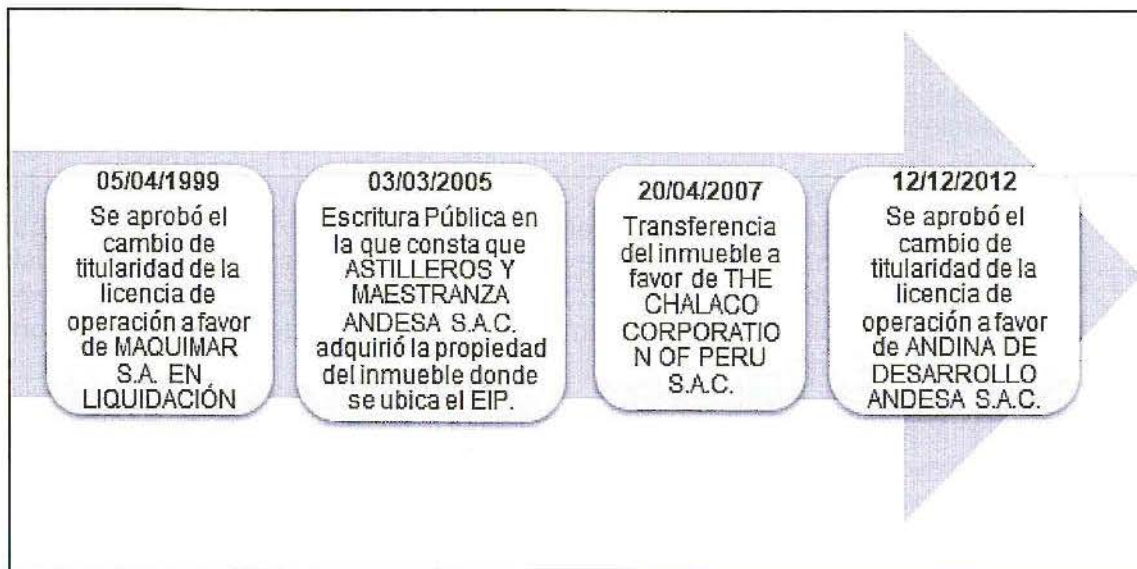 05/04/1999
Se aprobó el
cambio de
titularidad de la
licencia de
operación a favor
de MAQUIMAR
S.A. EN
LIQUIDACIÓN
03/03/2005
Escritura Pública en
la que consta que
ASTILLEROS Y
MAESTRANZA
ANDESA S.A.C.
adquirió la propiedad
del inmueble donde
se ubica el EIP.
20/04/2007
Transferencia
del inmueble a
favor de THE
CHALACO
CORPORATIO
N OF PERU
S.A.C.
12/12/2012
Se aprobó el
cambio de
titularidad de la
licencia de
operación a favor
de ANDINA DE
DESARROLLO
ANDESA S.A.C.